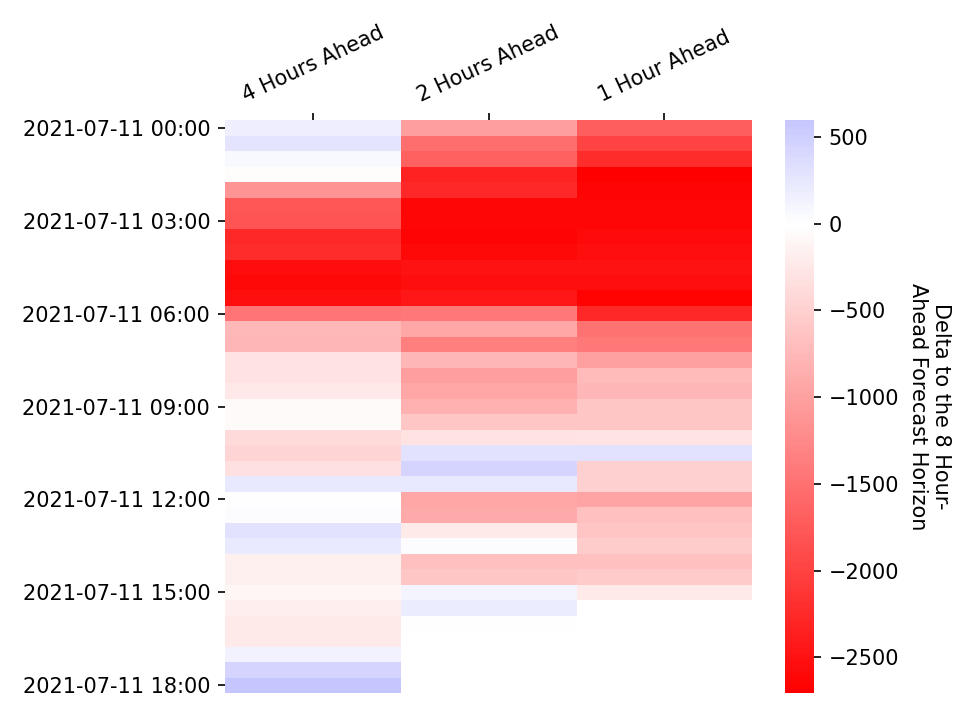 4 Hours Ahead
2 Hours Ahead
1 Hour Ahead
2021-07-11 00:00
2021-07-11 03:00
2021-07-11 06:00
2021-07-11 09:00
2021-07-11 12:00
2021-07-11 15:00
2021-07-11 18:00
500
0
−500
−1000
−1500
−2000
−2500
Delta to the 8 Hour-
Ahead Forecast Horizon